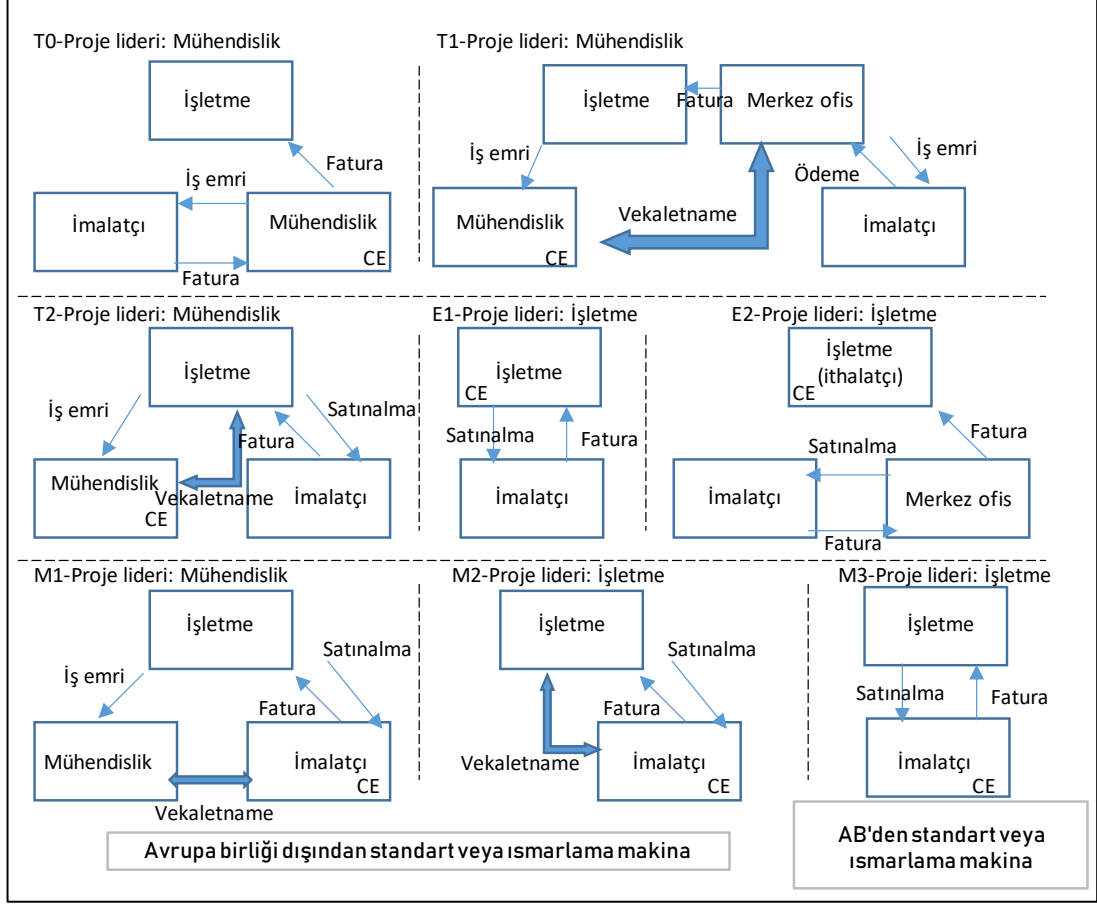 T0-Proje lideri: Mühendislik
İşletme
Fatura
İş emri
İmalatçı
Mühendislik
CE
Fatura
T1-Proje lideri: Mühendislik
İşletme
Fatura
Merkez ofis
İş emri
İş emri
Ödeme
Mühendislik
CE
Vekaletname
İmalatçı
T2-Proje lideri: Mühendislik
İşletme
İş emri
Satınalma
Fatura
Mühendislik
CE
Vekaletname
İmalatçı
E1-Proje lideri: İşletme
İşletme
CE
Satınalma
Fatura
İmalatçı
E2-Proje lideri: İşletme
İşletme
(ithalatçı)
CE
Fatura
Satınalma
İmalatçı
Merkez ofis
Fatura
M1-Proje lideri: Mühendislik
İşletme
Satınalma
İş emri
Fatura
Mühendislik
İmalatçı
CE
Vekaletname
M2-Proje lideri: İşletme
İşletme
Satınalma
Fatura
Vekaletname
İmalatçı
CE
M3-Proje lideri: İşletme
İşletme
Satınalma
Fatura
İmalatçı
CE
Avrupa birliği dışından standart veya ısmarlama makina
AB'den standart veya
ısmarlama makina